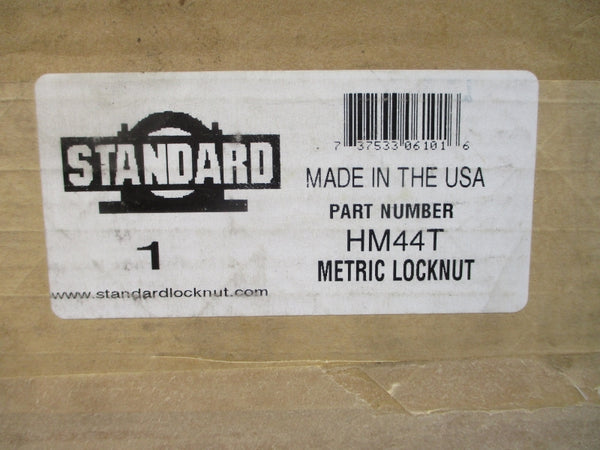 STANDARD
1
www.standardlocknut.com
7 37533 06101 6
MADE IN THE USA
PART NUMBER
HM44T
METRIC LOCKNUT